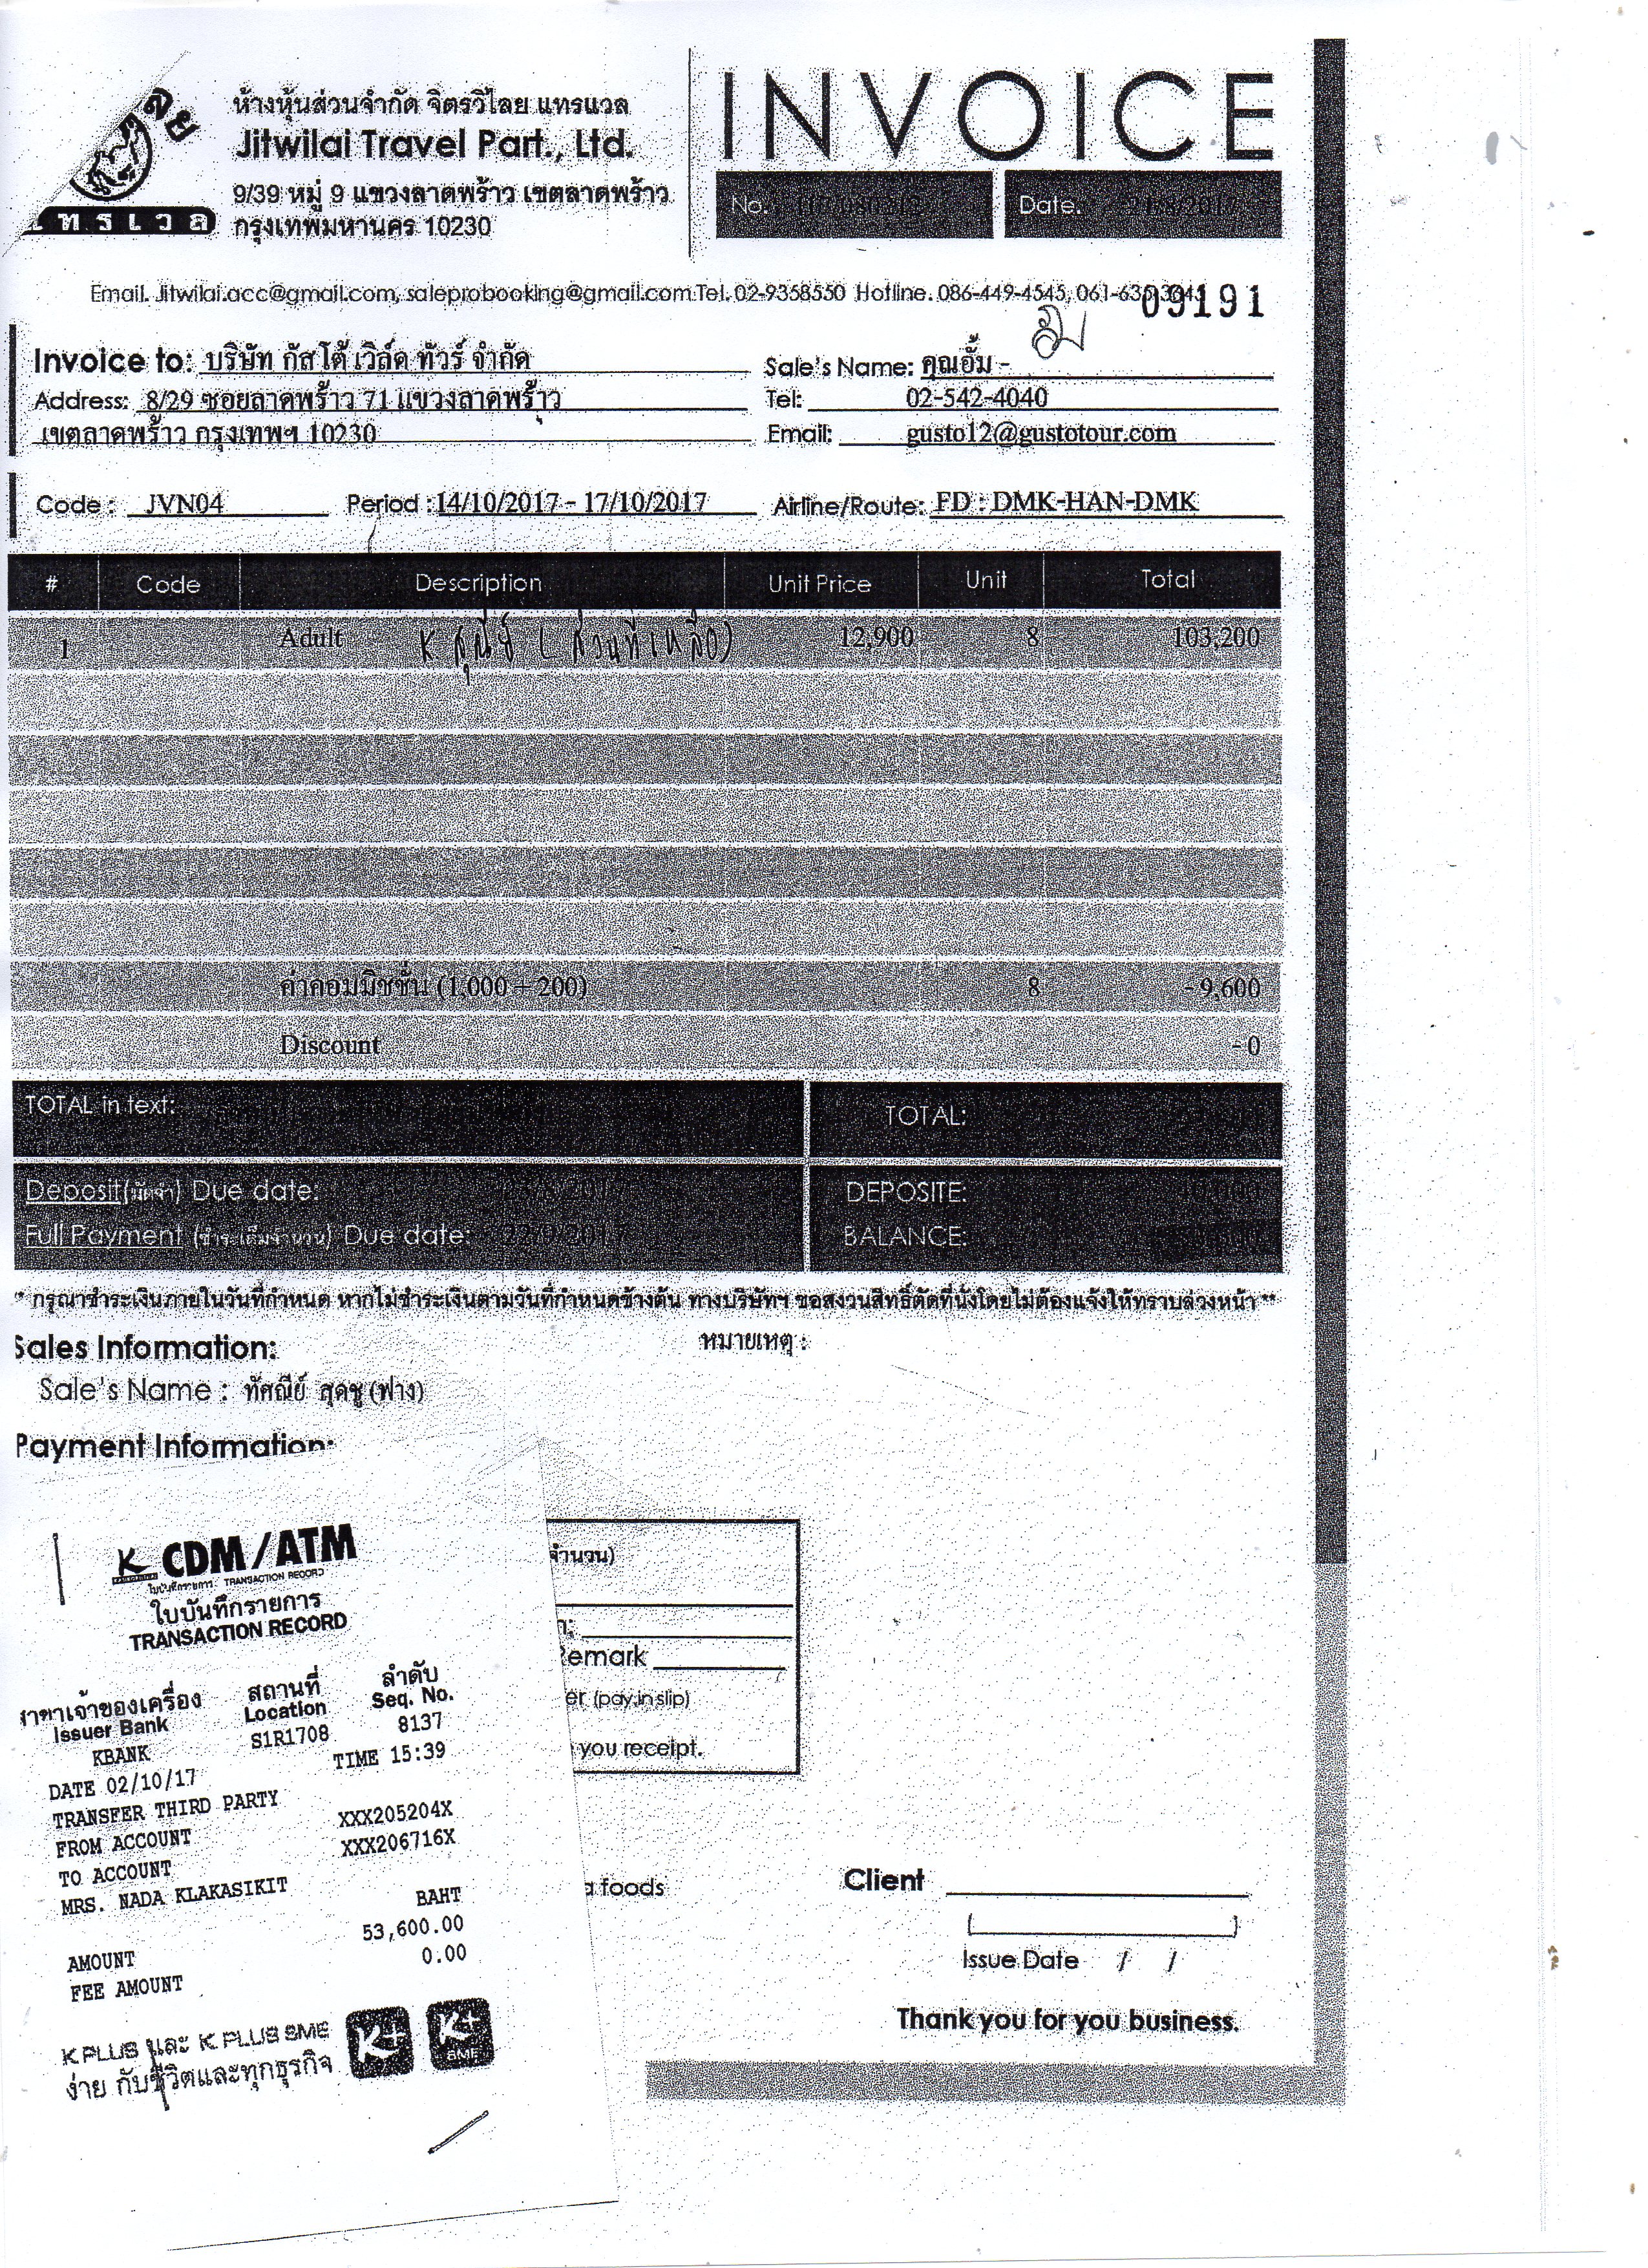 ลัย
ทรเวล
ห้างหุ้นส่วนจำกัด จิตรวิไลย แทรแวล
Jitwilai Travel Part., Ltd.
9/39 หมู่ 9 แขวงลาดพร้าว เขตลาดพร้าว
กรุงเทพมหานคร 10230
INVOICE
No.
Date.
Email. Jitwilai.acc@gmail.com, saleprobooking@gmail.com Tel. 02-9358550 Hotline. 086-449-4545,
09191
Invoice to: บริษัท กัสโต้ เวิล์ด ทัวร์ จำกัด
Sale's Name: คุณอั้ม -
Address: 8/29 ซอยลาดพร้าว 71 แขวงลาดพร้าว
Tel: 02-542-4040
เขตลาดพร้าว กรุงเทพฯ 10230
Email: gusto12@gustotour.com
Code : JVN04 Period : 14/10/2017 - 17/10/2017 Airline/Route: FD : DMK-HAN-DMK
# Code Description Unit Price Unit Total
1 Adult K (ส่วนที่เหลือ) 12,900 8 103,200
ค่าคอมมิชชั่น (1,000 + 200) 8 - 9,600
Discount - 0
TOTAL in text: TOTAL:
Deposit(มัดจำ) Due date: DEPOSITE:
Full Payment (ชำระเต็มจำนวน) Due date: 22/9/2017 BALANCE:
** กรุณาชำระเงินภายในวันที่กำหนด หากไม่ชำระเงินตามวันที่กำหนดข้างต้น ทางบริษัทฯ ขอสงวนสิทธิ์ตัดที่นั่งโดยไม่ต้องแจ้งให้ทราบล่วงหน้า **
Sales Information:
หมายเหตุ :
Sale's Name : ทัศณีย์ สุดชู (ฟาง)
Payment Information:
K CDM/ATM
ใบบันทึกรายการ TRANSACTION RECORD
ใบบันทึกรายการ
TRANSACTION RECORD
สาขาเจ้าของเครื่อง สถานที่ ลำดับ
Issuer Bank Location Seq. No.
KBANK S1R1708 8137
DATE 02/10/17 TIME 15:39
TRANSFER THIRD PARTY
FROM ACCOUNT XXX205204X
TO ACCOUNT XXX206716X
MRS. NADA KLAKASIKIT
BAHT
AMOUNT 53,600.00
FEE AMOUNT 0.00
K PLUS และ K PLUS SME
ง่าย กับชีวิตและทุกธุรกิจ
K+
K+ SME
จำนวน)
Remark
er (pay.in slip)
you receipt.
foods
Client
Issue Date / /
Thank you for you business.